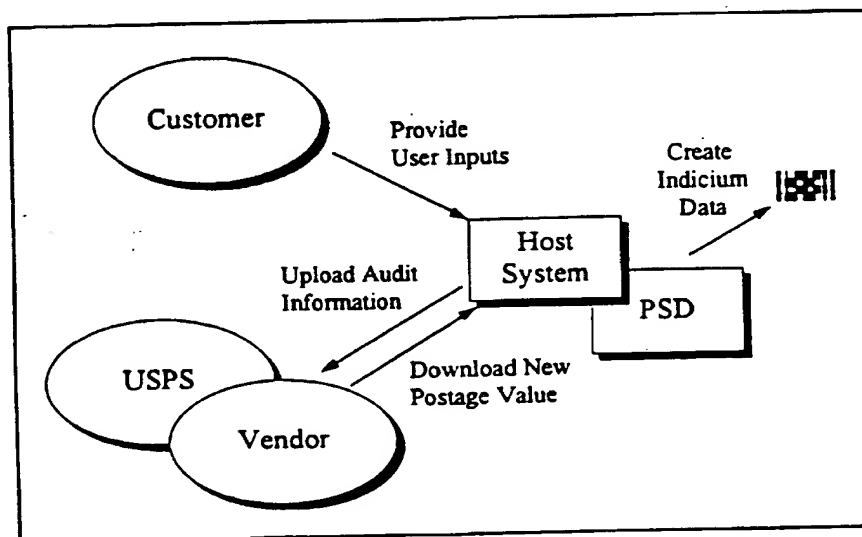 Customer
Provide
User Inputs
Create
Indicium
Data
Host
System
PSD
Upload Audit
Information
Download New
Postage Value
USPS
Vendor